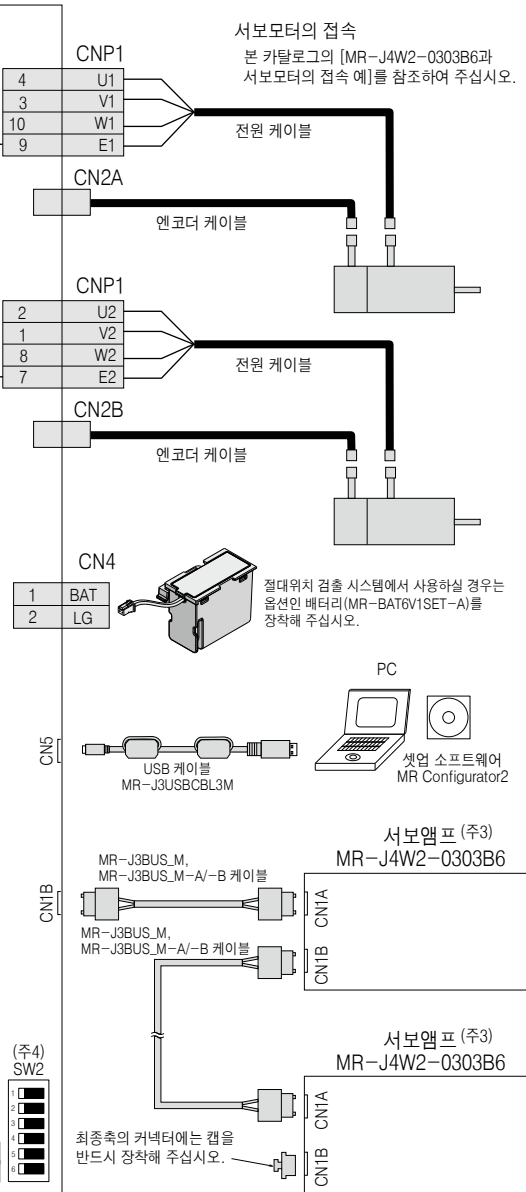 서보모터의 접속
본 카탈로그의 [MR-J4W2-0303B6과
서보모터의 접속 예]를 참조하여 주십시오.
CNP1
4 U1
3 V1
10 W1
9 E1
전원 케이블
CN2A
엔코더 케이블
CNP1
2 U2
1 V2
8 W2
7 E2
전원 케이블
CN2B
엔코더 케이블
CN4
1 BAT
2 LG
절대위치 검출 시스템에서 사용하실 경우는
옵션인 배터리(MR-BAT6V1SET-A)를
장착해 주십시오.
PC
CN5
USB 케이블
MR-J3USBCBL3M
셋업 소프트웨어
MR Configurator2
서보앰프 (주3)
MR-J4W2-0303B6
MR-J3BUS_M,
MR-J3BUS_M-A/-B 케이블
CN1B
CN1A
MR-J3BUS_M,
MR-J3BUS_M-A/-B 케이블
CN1B
서보앰프 (주3)
MR-J4W2-0303B6
(주4)
SW2
1
2
3
4
5
6
CN1A
최종축의 커넥터에는 캡을
반드시 장착해 주십시오.
CN1B